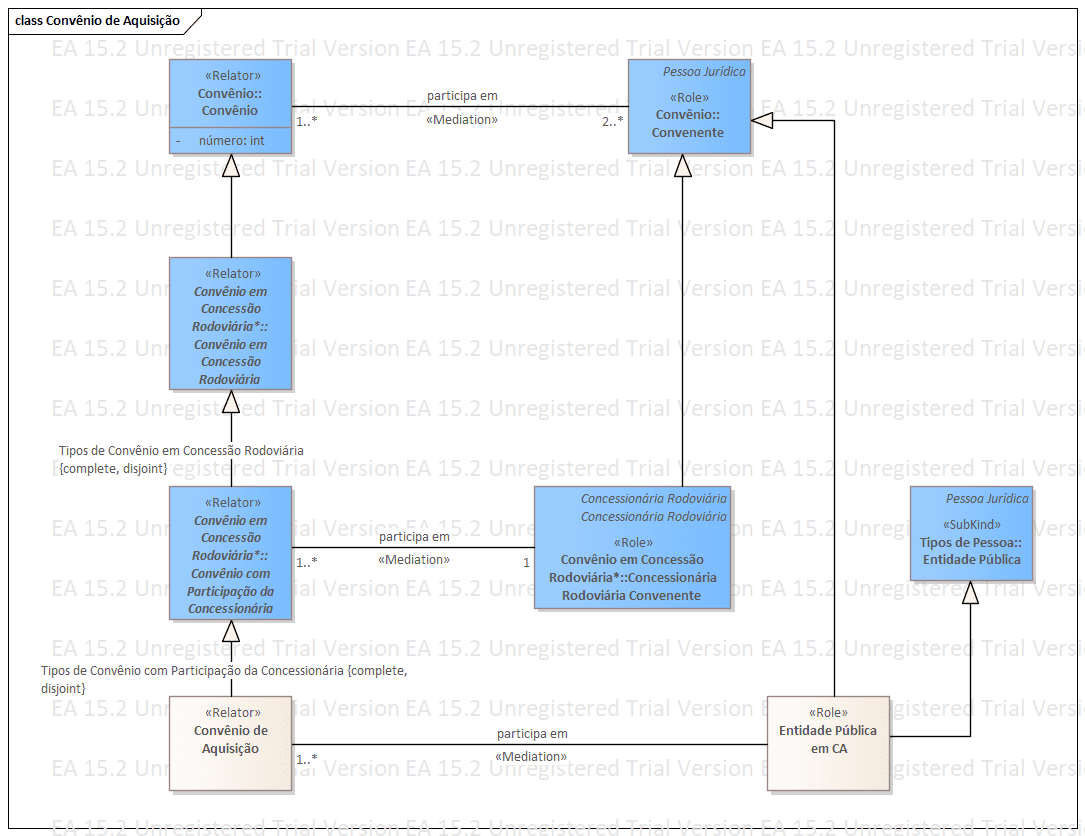 class Convênio de Aquisição
«Relator»
Convênio::
Convênio
- número: int
participa em
«Mediation»
1..*
2..*
Pessoa Jurídica
«Role»
Convênio::
Convenente
«Relator»
Convênio em
Concessão
Rodoviária*::
Convênio em
Concessão
Rodoviária
Tipos de Convênio em Concessão Rodoviária
{complete, disjoint}
«Relator»
Convênio em
Concessão
Rodoviária*::
Convênio com
Participação da
Concessionária
participa em
«Mediation»
1..*
1
Concessionária Rodoviária
Concessionária Rodoviária
«Role»
Convênio em Concessão
Rodoviária*::Concessionária
Rodoviária Convenente
Pessoa Jurídica
«SubKind»
Tipos de Pessoa::
Entidade Pública
Tipos de Convênio com Participação da Concessionária {complete,
disjoint}
«Relator»
Convênio de
Aquisição
participa em
«Mediation»
1..*
«Role»
Entidade Pública
em CA
EA 15.2 Unregistered Trial Version EA 15.2 Unregistered Trial Version EA 15.2 Unregistered Trial Versi